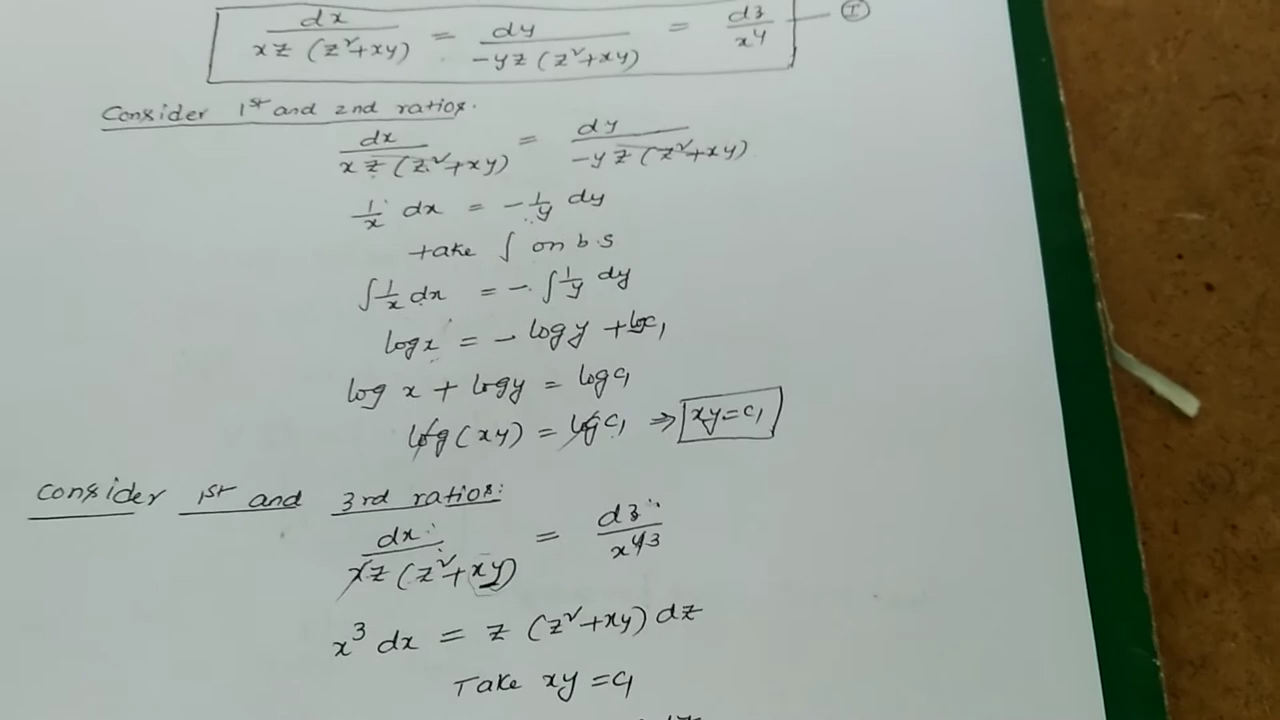 dx / xz (z²+xy) = dy / -yz (z²+xy) = dz / x⁴ — Ⓘ
Consider 1st and 2nd ratios.
dx / xz (z²+xy) = dy / -yz (z²+xy)
1/x dx = -1/y dy
take ∫ on b.s
∫ 1/x dx = - ∫ 1/y dy
log x = - log y + log c₁
log x + log y = log c₁
log (xy) = log c₁ ⇒ xy = c₁
Consider 1st and 3rd ratios:
dx / xz (z²+xy) = dz / x⁴3
x³ dx = z (z²+xy) dz
Take xy = c₁